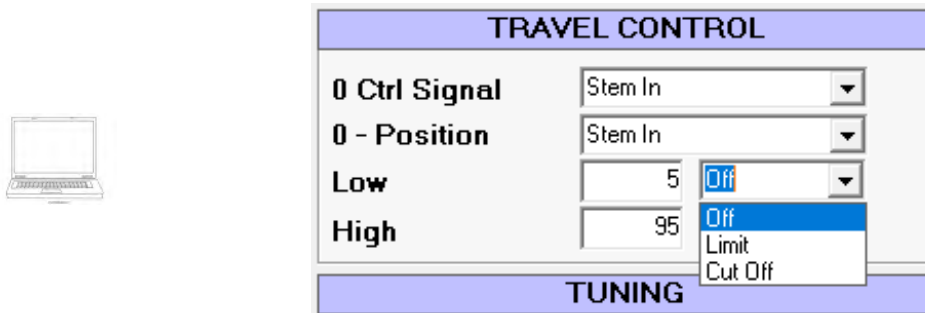 TRAVEL CONTROL
0 Ctrl Signal Stem In
0 - Position Stem In
Low 5 Off
High 95
Off
Limit
Cut Off
TUNING